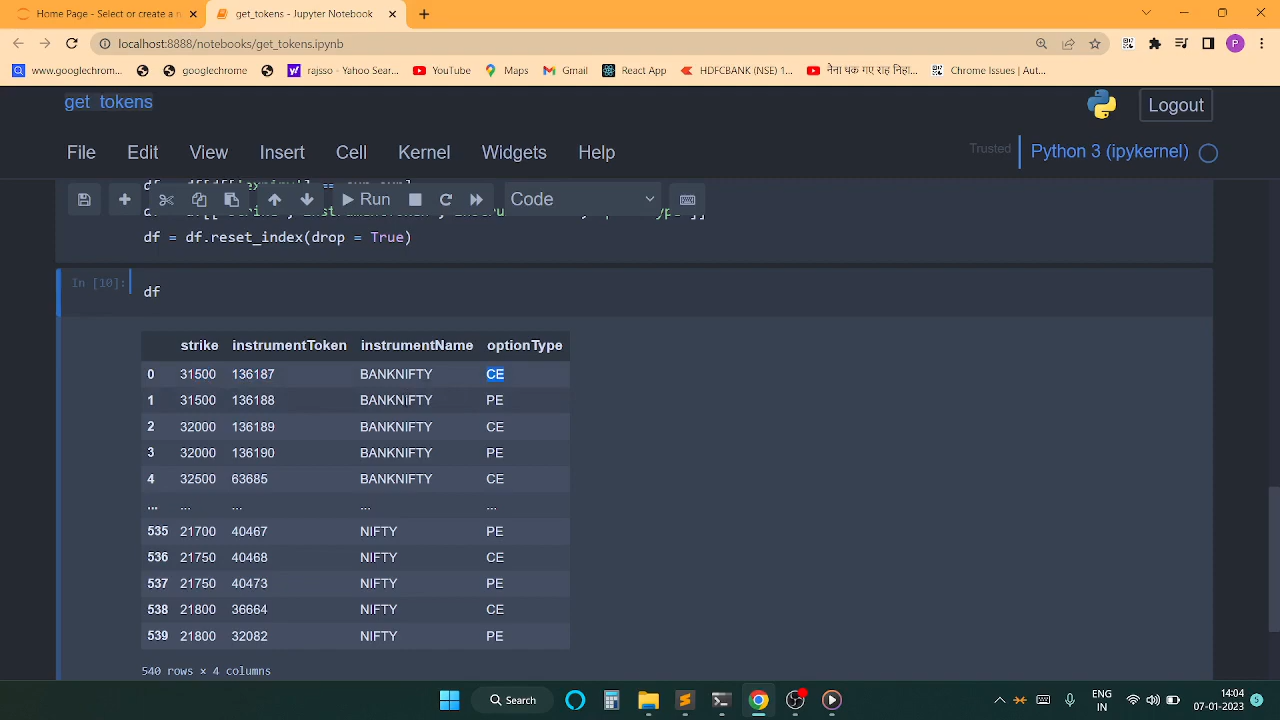 Home Page - Select or create a n
get_tokens - Jupyter Notebook
localhost:8888/notebooks/get_tokens.ipynb
P
www.googlechrom...
googlechrome
rajsso - Yahoo Sear...
YouTube
Maps
Gmail
React App
HDFCBANK (NSE) 1...
Chrome Issues | Aut...
get_tokens
Logout
File Edit View Insert Cell Kernel Widgets Help
Trusted
Python 3 (ipykernel)
Run
Code
df = df.reset_index(drop = True)
In [10]:
df
strike instrumentToken instrumentName optionType
0 31500 136187 BANKNIFTY CE
1 31500 136188 BANKNIFTY PE
2 32000 136189 BANKNIFTY CE
3 32000 136190 BANKNIFTY PE
4 32500 63685 BANKNIFTY CE
... ... ... ... ...
535 21700 40467 NIFTY PE
536 21750 40468 NIFTY CE
537 21750 40473 NIFTY PE
538 21800 36664 NIFTY CE
539 21800 32082 NIFTY PE
540 rows × 4 columns
Search
ENG
IN
14:04
07-01-2023
5